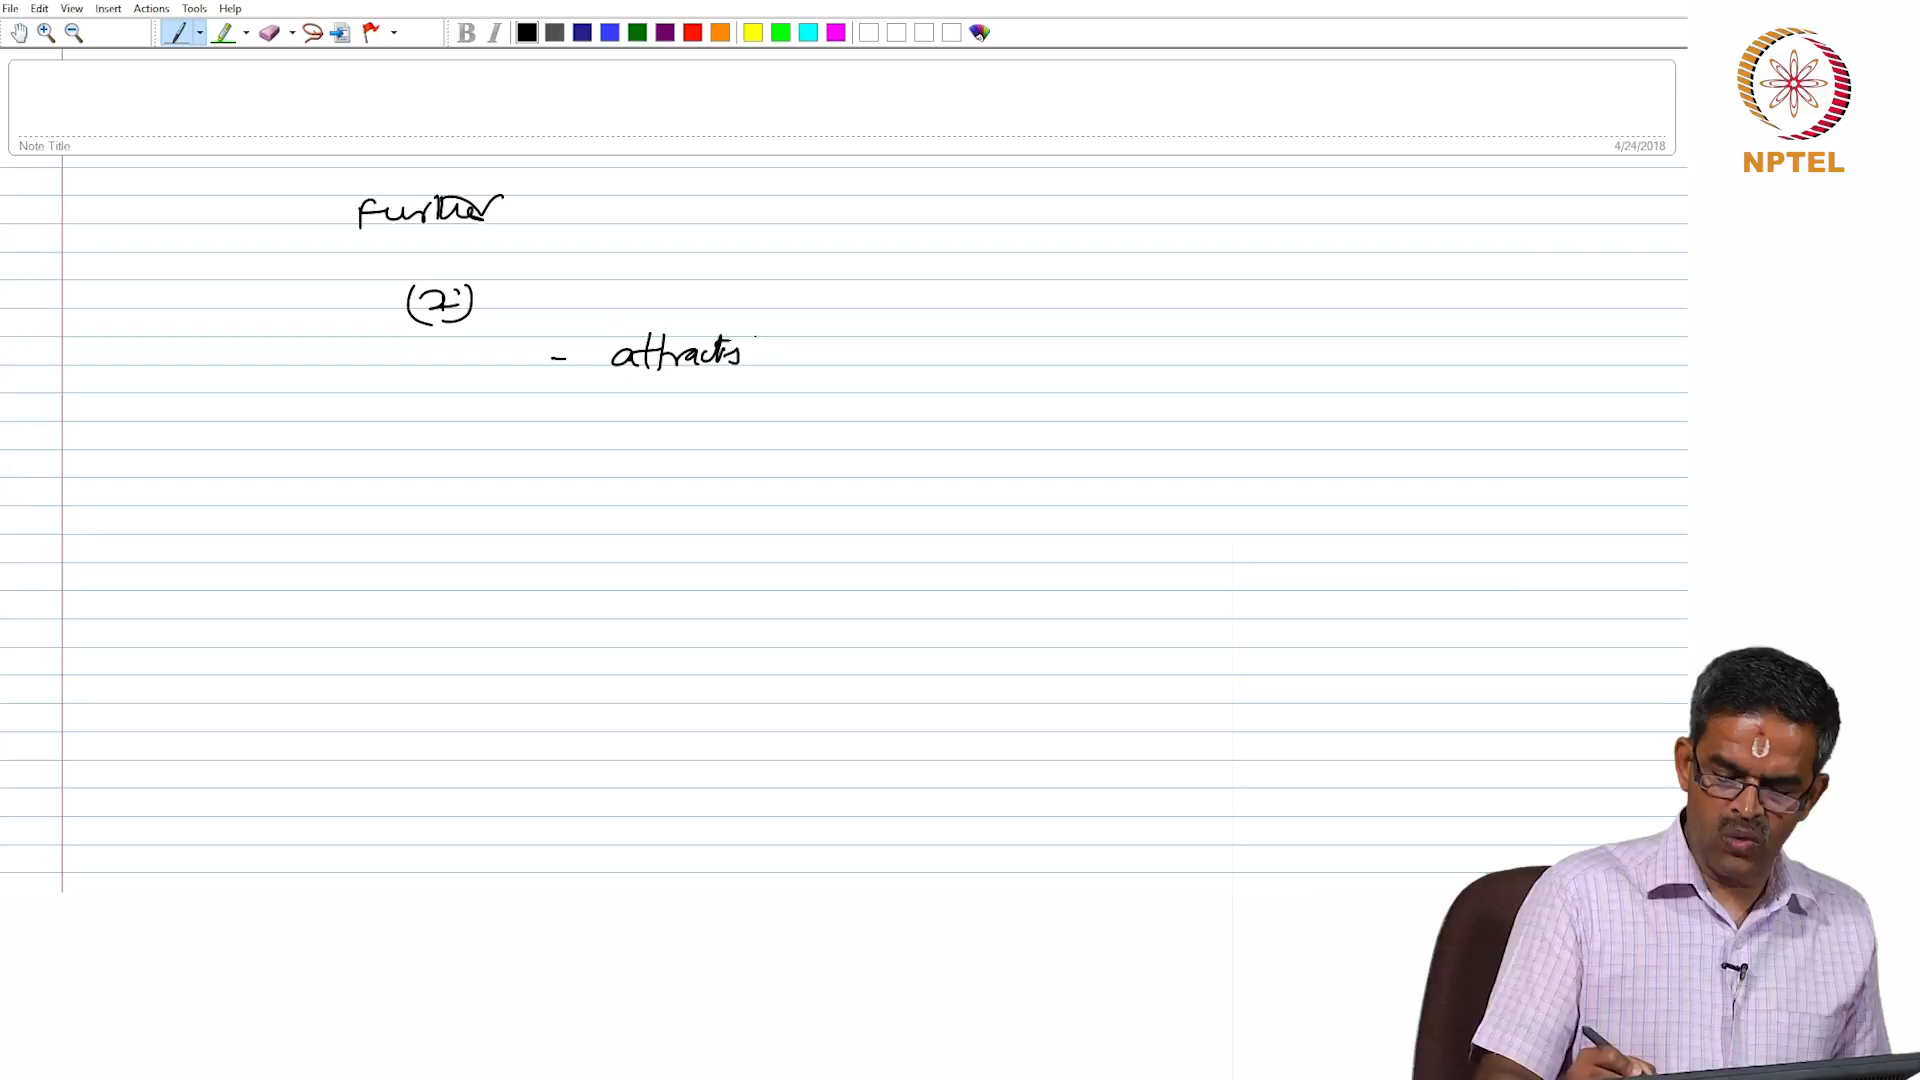 File Edit View Insert Actions Tools Help
B I
Note Title
4/24/2018
NPTEL
further
- attracts